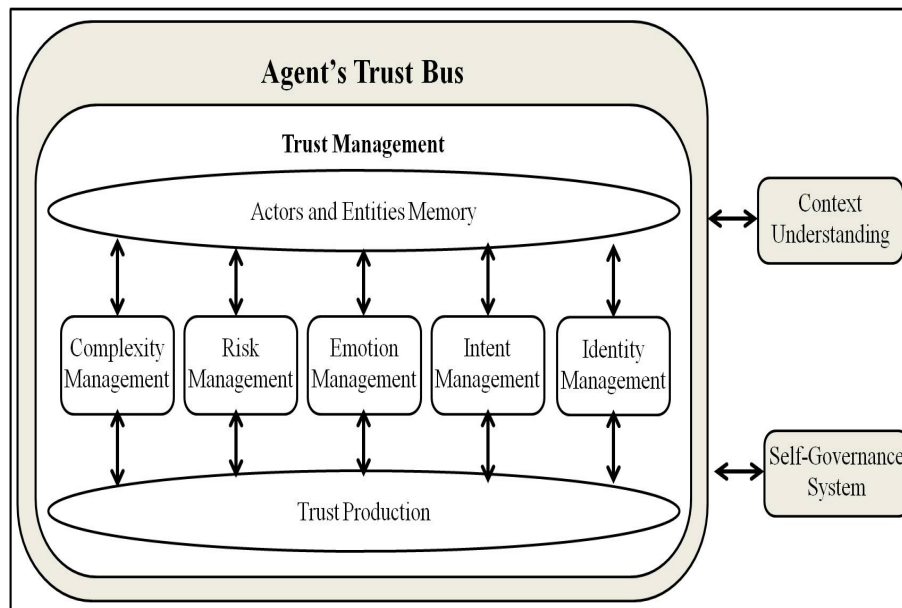 Agent's Trust Bus
Trust Management
Actors and Entities Memory
Context
Understanding
Complexity
Management
Risk
Management
Emotion
Management
Intent
Management
Identity
Management
Self-Governance
System
Trust Production